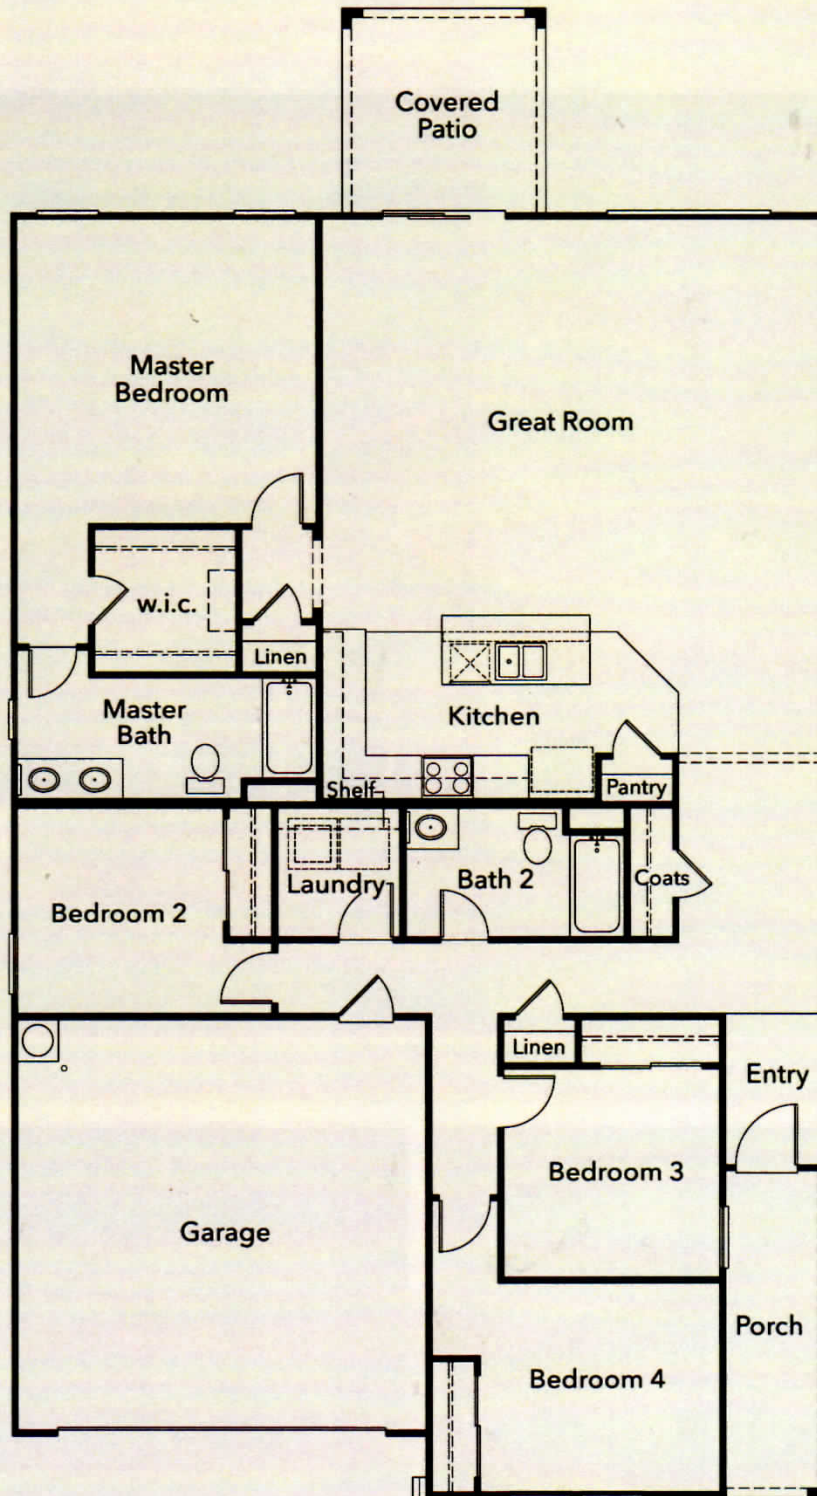 Covered
Patio
Master
Bedroom
Great Room
w.i.c.
Linen
Master
Bath
Kitchen
Pantry
Shelf
Laundry
Bath 2
Coats
Bedroom 2
Linen
Entry
Bedroom 3
Garage
Porch
Bedroom 4